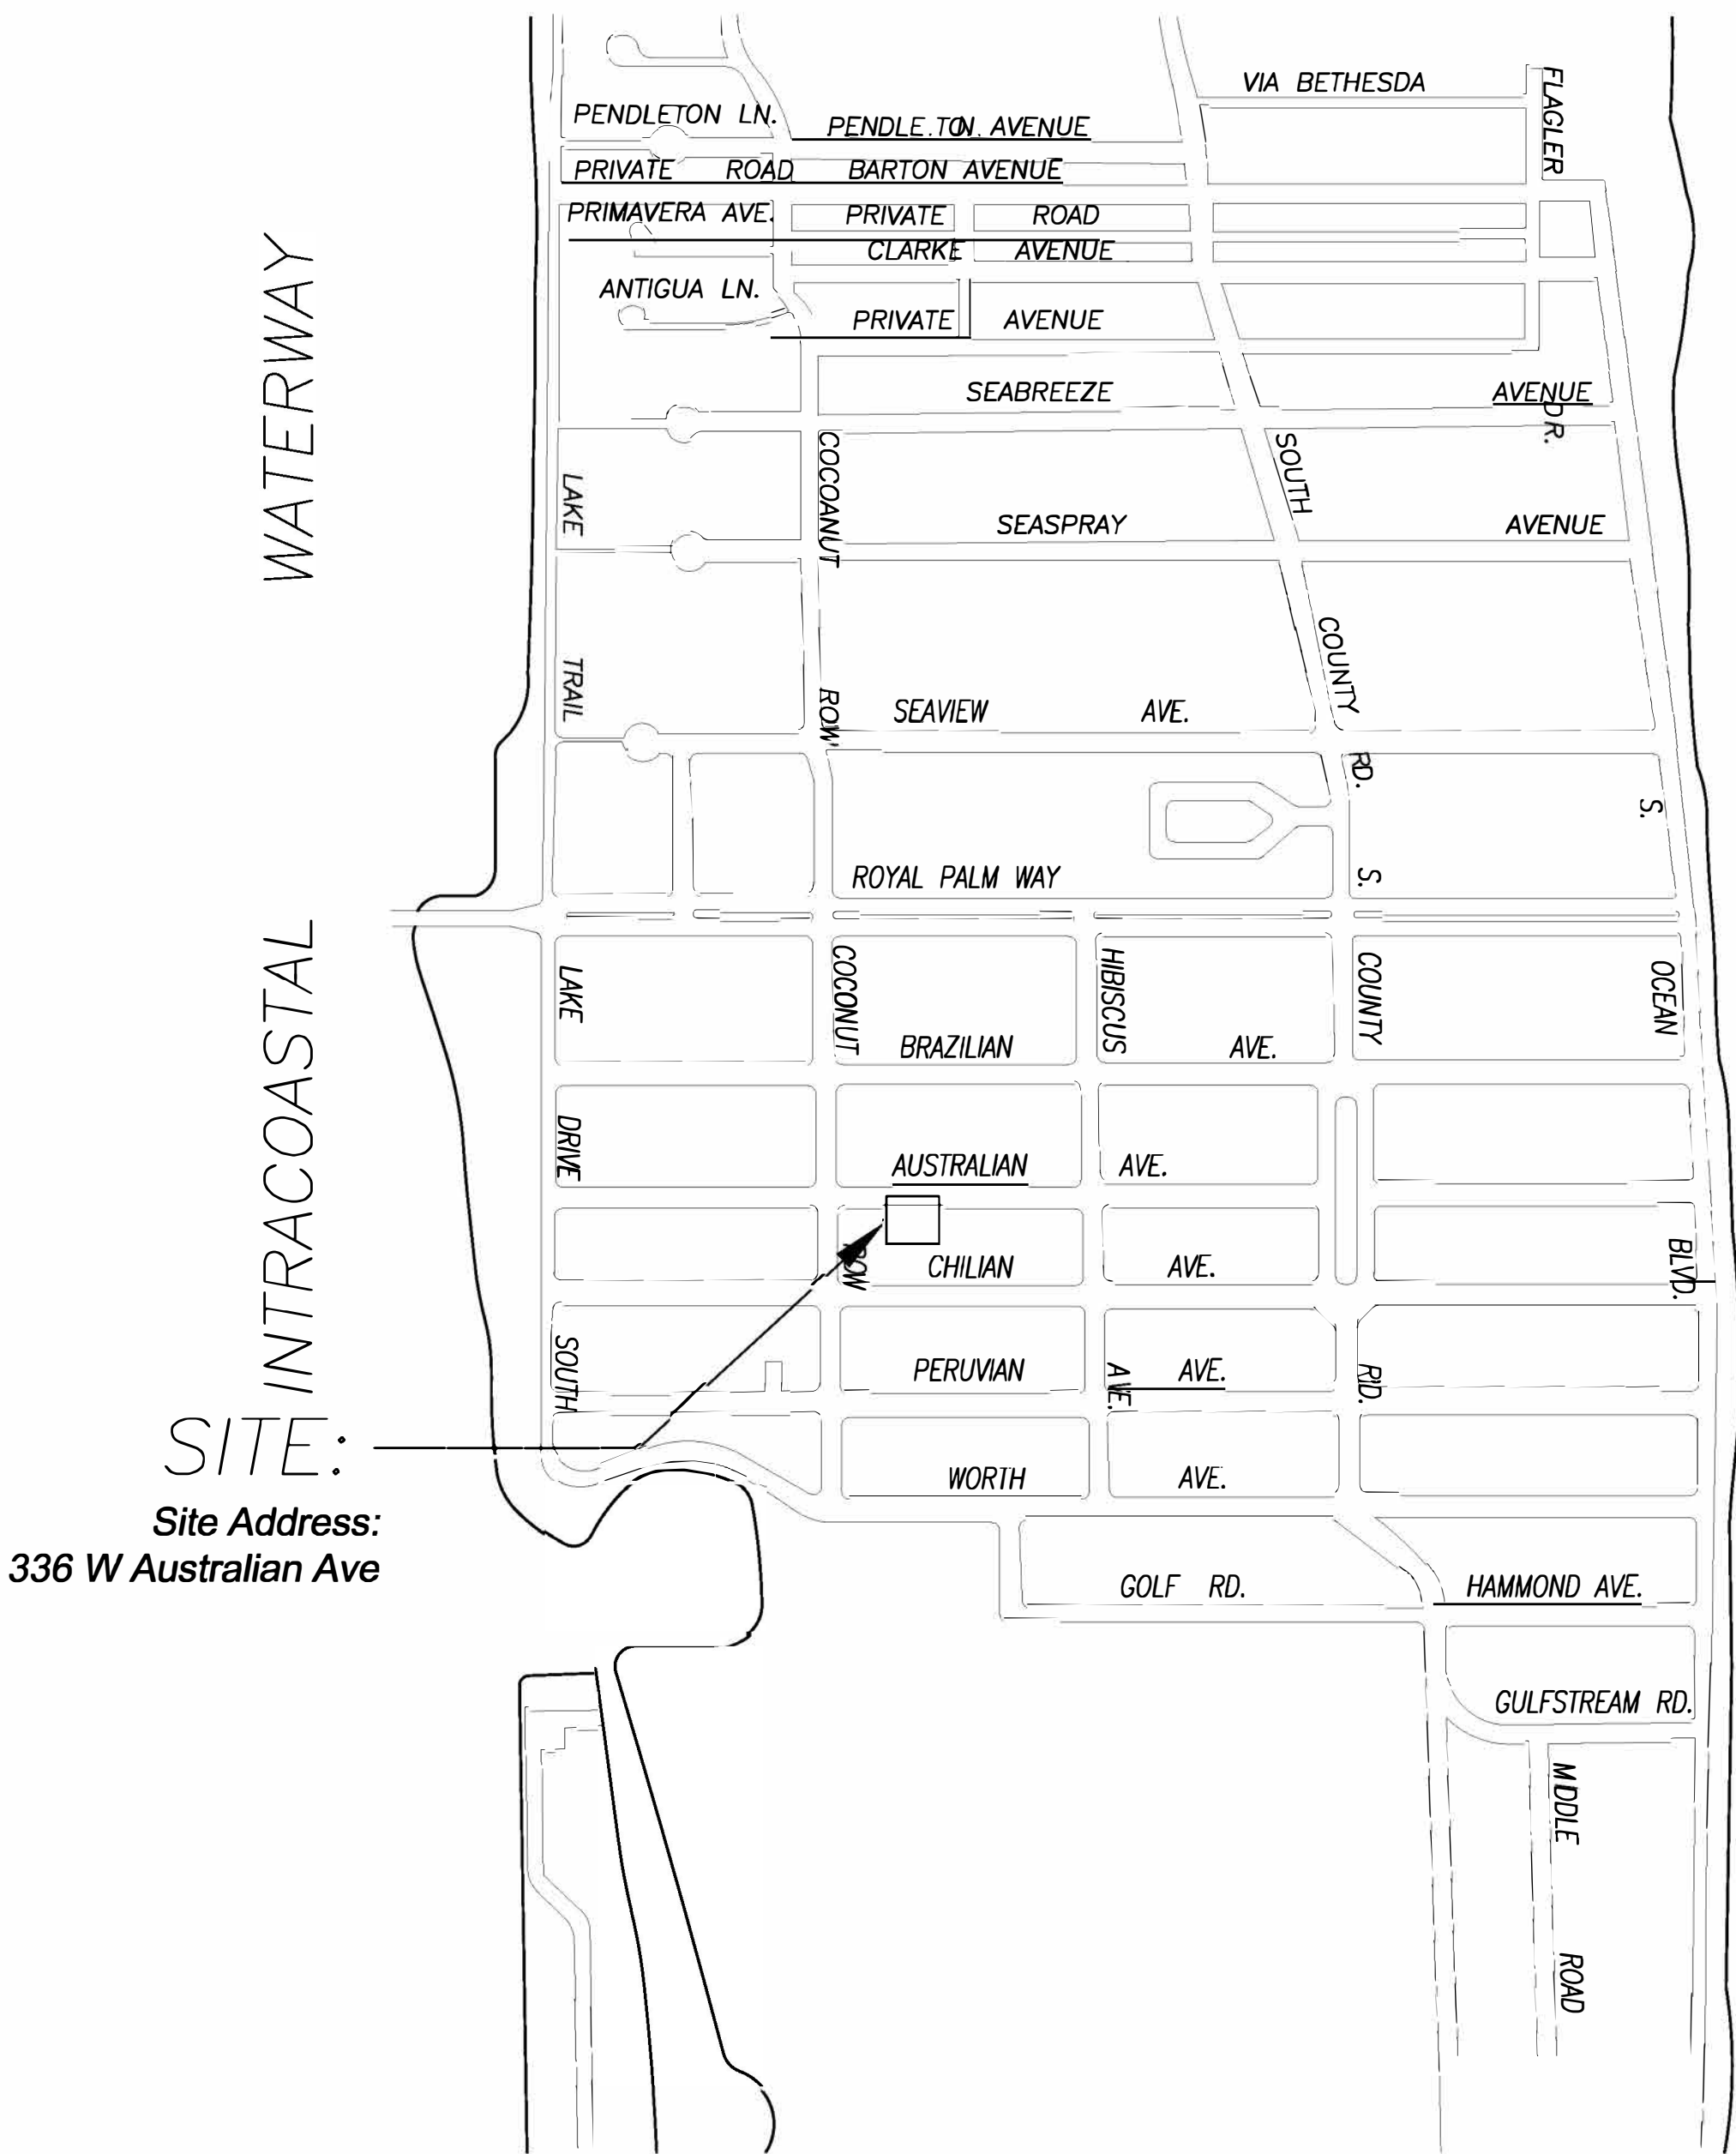 VIA BETHESDA
FLAGLER
PENDLETON LN.
PENDLE.TON. AVENUE
PRIVATE ROAD BARTON AVENUE
PRIMAVERA AVE. PRIVATE ROAD
CLARKE AVENUE
ANTIGUA LN.
PRIVATE AVENUE
SEABREEZE AVENUE
DR.
WATERWAY
LAKE
COCOANUT
SOUTH
SEASPRAY AVENUE
TRAIL
ROW
COUNTY
SEAVIEW AVE.
RD.
S.
ROYAL PALM WAY
S.
INTRACOASTAL
LAKE
COCONUT
HIBISCUS
COUNTY
OCEAN
BRAZILIAN AVE.
DRIVE
AUSTRALIAN AVE.
ROW
CHILIAN AVE.
BLVD.
SOUTH
PERUVIAN AVE.
AVE.
RD.
SITE:
WORTH AVE.
Site Address:
336 W Australian Ave
GOLF RD.
HAMMOND AVE.
GULFSTREAM RD.
MIDDLE
ROAD